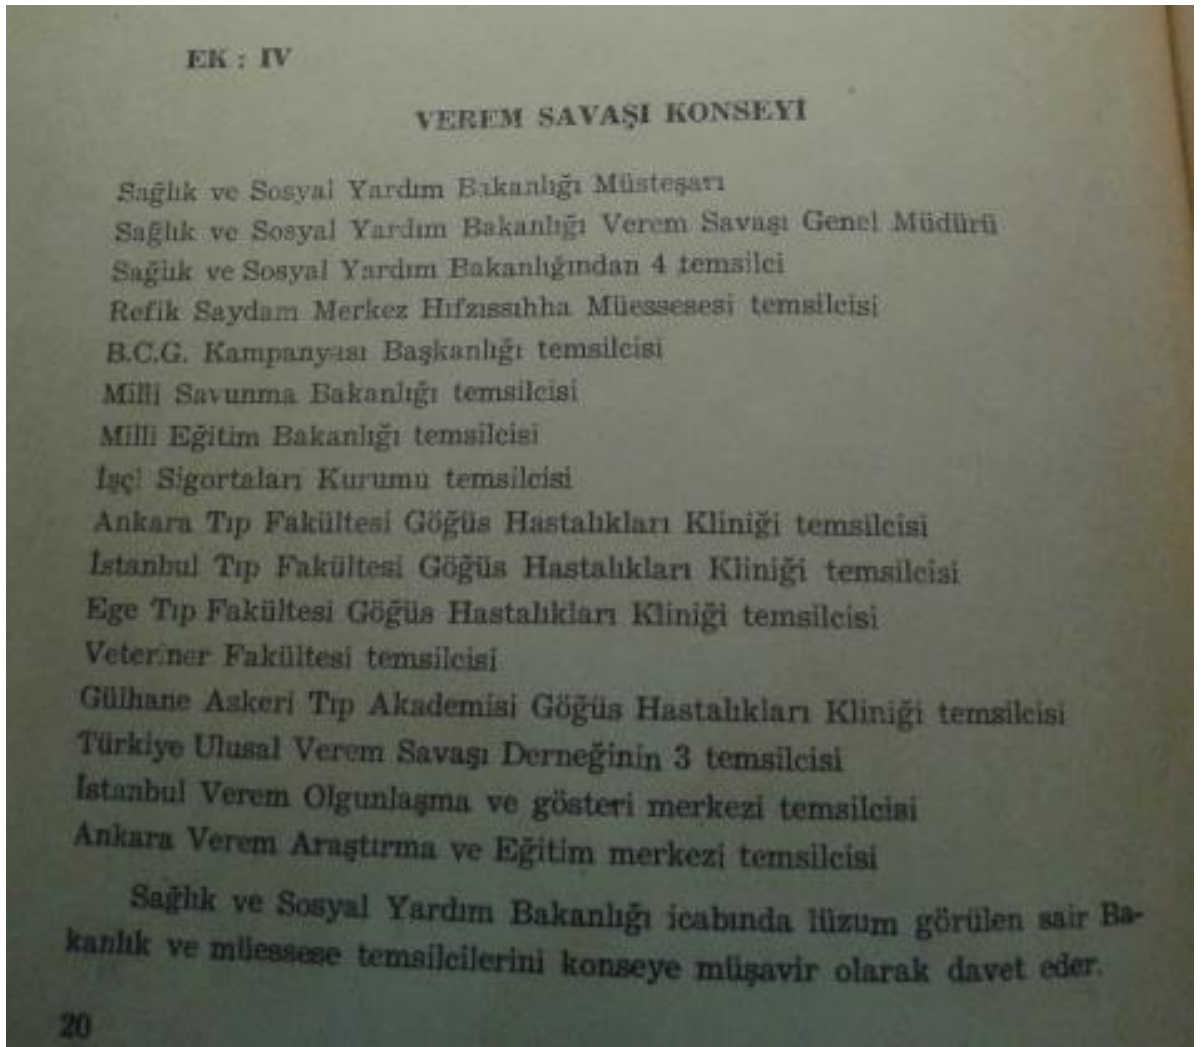 EK : IV
VEREM SAVAŞI KONSEYİ
Sağlık ve Sosyal Yardım Bakanlığı Müsteşarı
Sağlık ve Sosyal Yardım Bakanlığı Verem Savaşı Genel Müdürü
Sağlık ve Sosyal Yardım Bakanlığından 4 temsilci
Refik Saydam Merkez Hıfzıssıhha Müessesesi temsilcisi
B.C.G. Kampanyası Başkanlığı temsilcisi
Milli Savunma Bakanlığı temsilcisi
Milli Eğitim Bakanlığı temsilcisi
İşçi Sigortaları Kurumu temsilcisi
Ankara Tıp Fakültesi Göğüs Hastalıkları Kliniği temsilcisi
İstanbul Tıp Fakültesi Göğüs Hastalıkları Kliniği temsilcisi
Ege Tıp Fakültesi Göğüs Hastalıkları Kliniği temsilcisi
Veteriner Fakültesi temsilcisi
Gülhane Askeri Tıp Akademisi Göğüs Hastalıkları Kliniği temsilcisi
Türkiye Ulusal Verem Savaşı Derneğinin 3 temsilcisi
İstanbul Verem Olgunlaşma ve gösteri merkezi temsilcisi
Ankara Verem Araştırma ve Eğitim merkezi temsilcisi
Sağlık ve Sosyal Yardım Bakanlığı icabında lüzum görülen sair Ba-
kanlık ve müessese temsilcilerini konseye müşavir olarak davet eder.
20